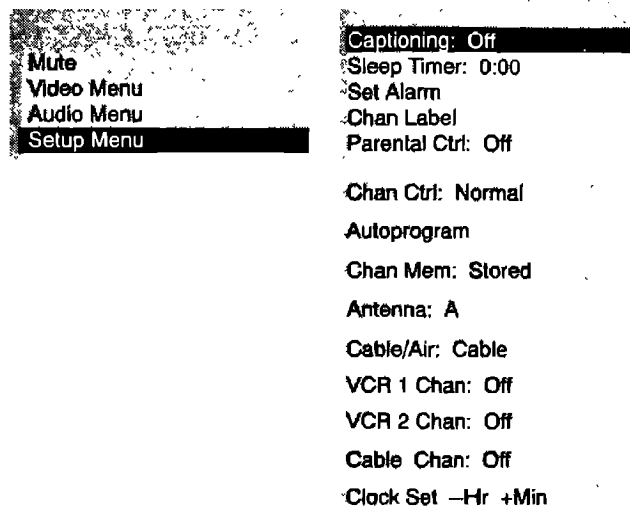 Mute
Video Menu
Audio Menu
Setup Menu
Captioning: Off
Sleep Timer: 0:00
Set Alarm
Chan Label
Parental Ctrl: Off
Chan Ctrl: Normal
Autoprogram
Chan Mem: Stored
Antenna: A
Cable/Air: Cable
VCR 1 Chan: Off
VCR 2 Chan: Off
Cable Chan: Off
Clock Set –Hr +Min